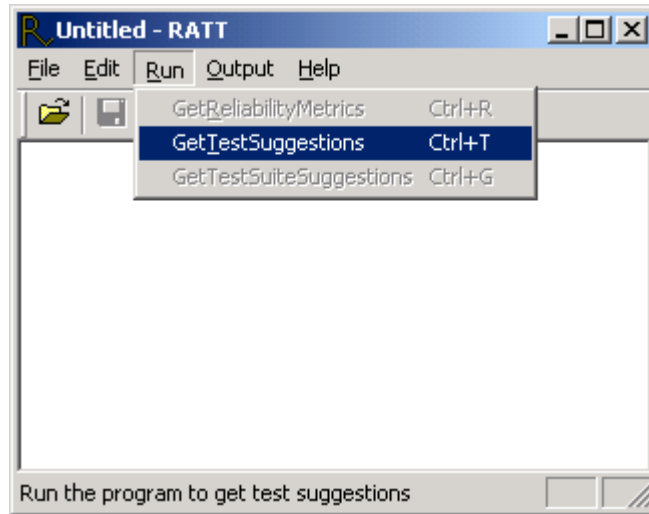 Untitled - RATT
File Edit Run Output Help
GetReliabilityMetrics Ctrl+R
GetTestSuggestions Ctrl+T
GetTestSuiteSuggestions Ctrl+G
Run the program to get test suggestions